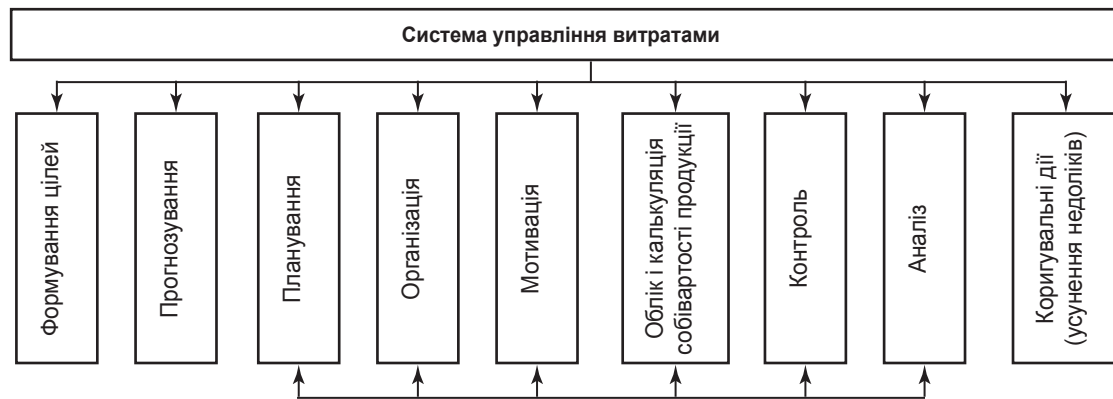 Система управління витратами
Формування цілей
Прогнозування
Планування
Організація
Мотивація
Облік і калькуляція
собівартості продукції
Контроль
Аналіз
Коригувальні дії
(усунення недоліків)